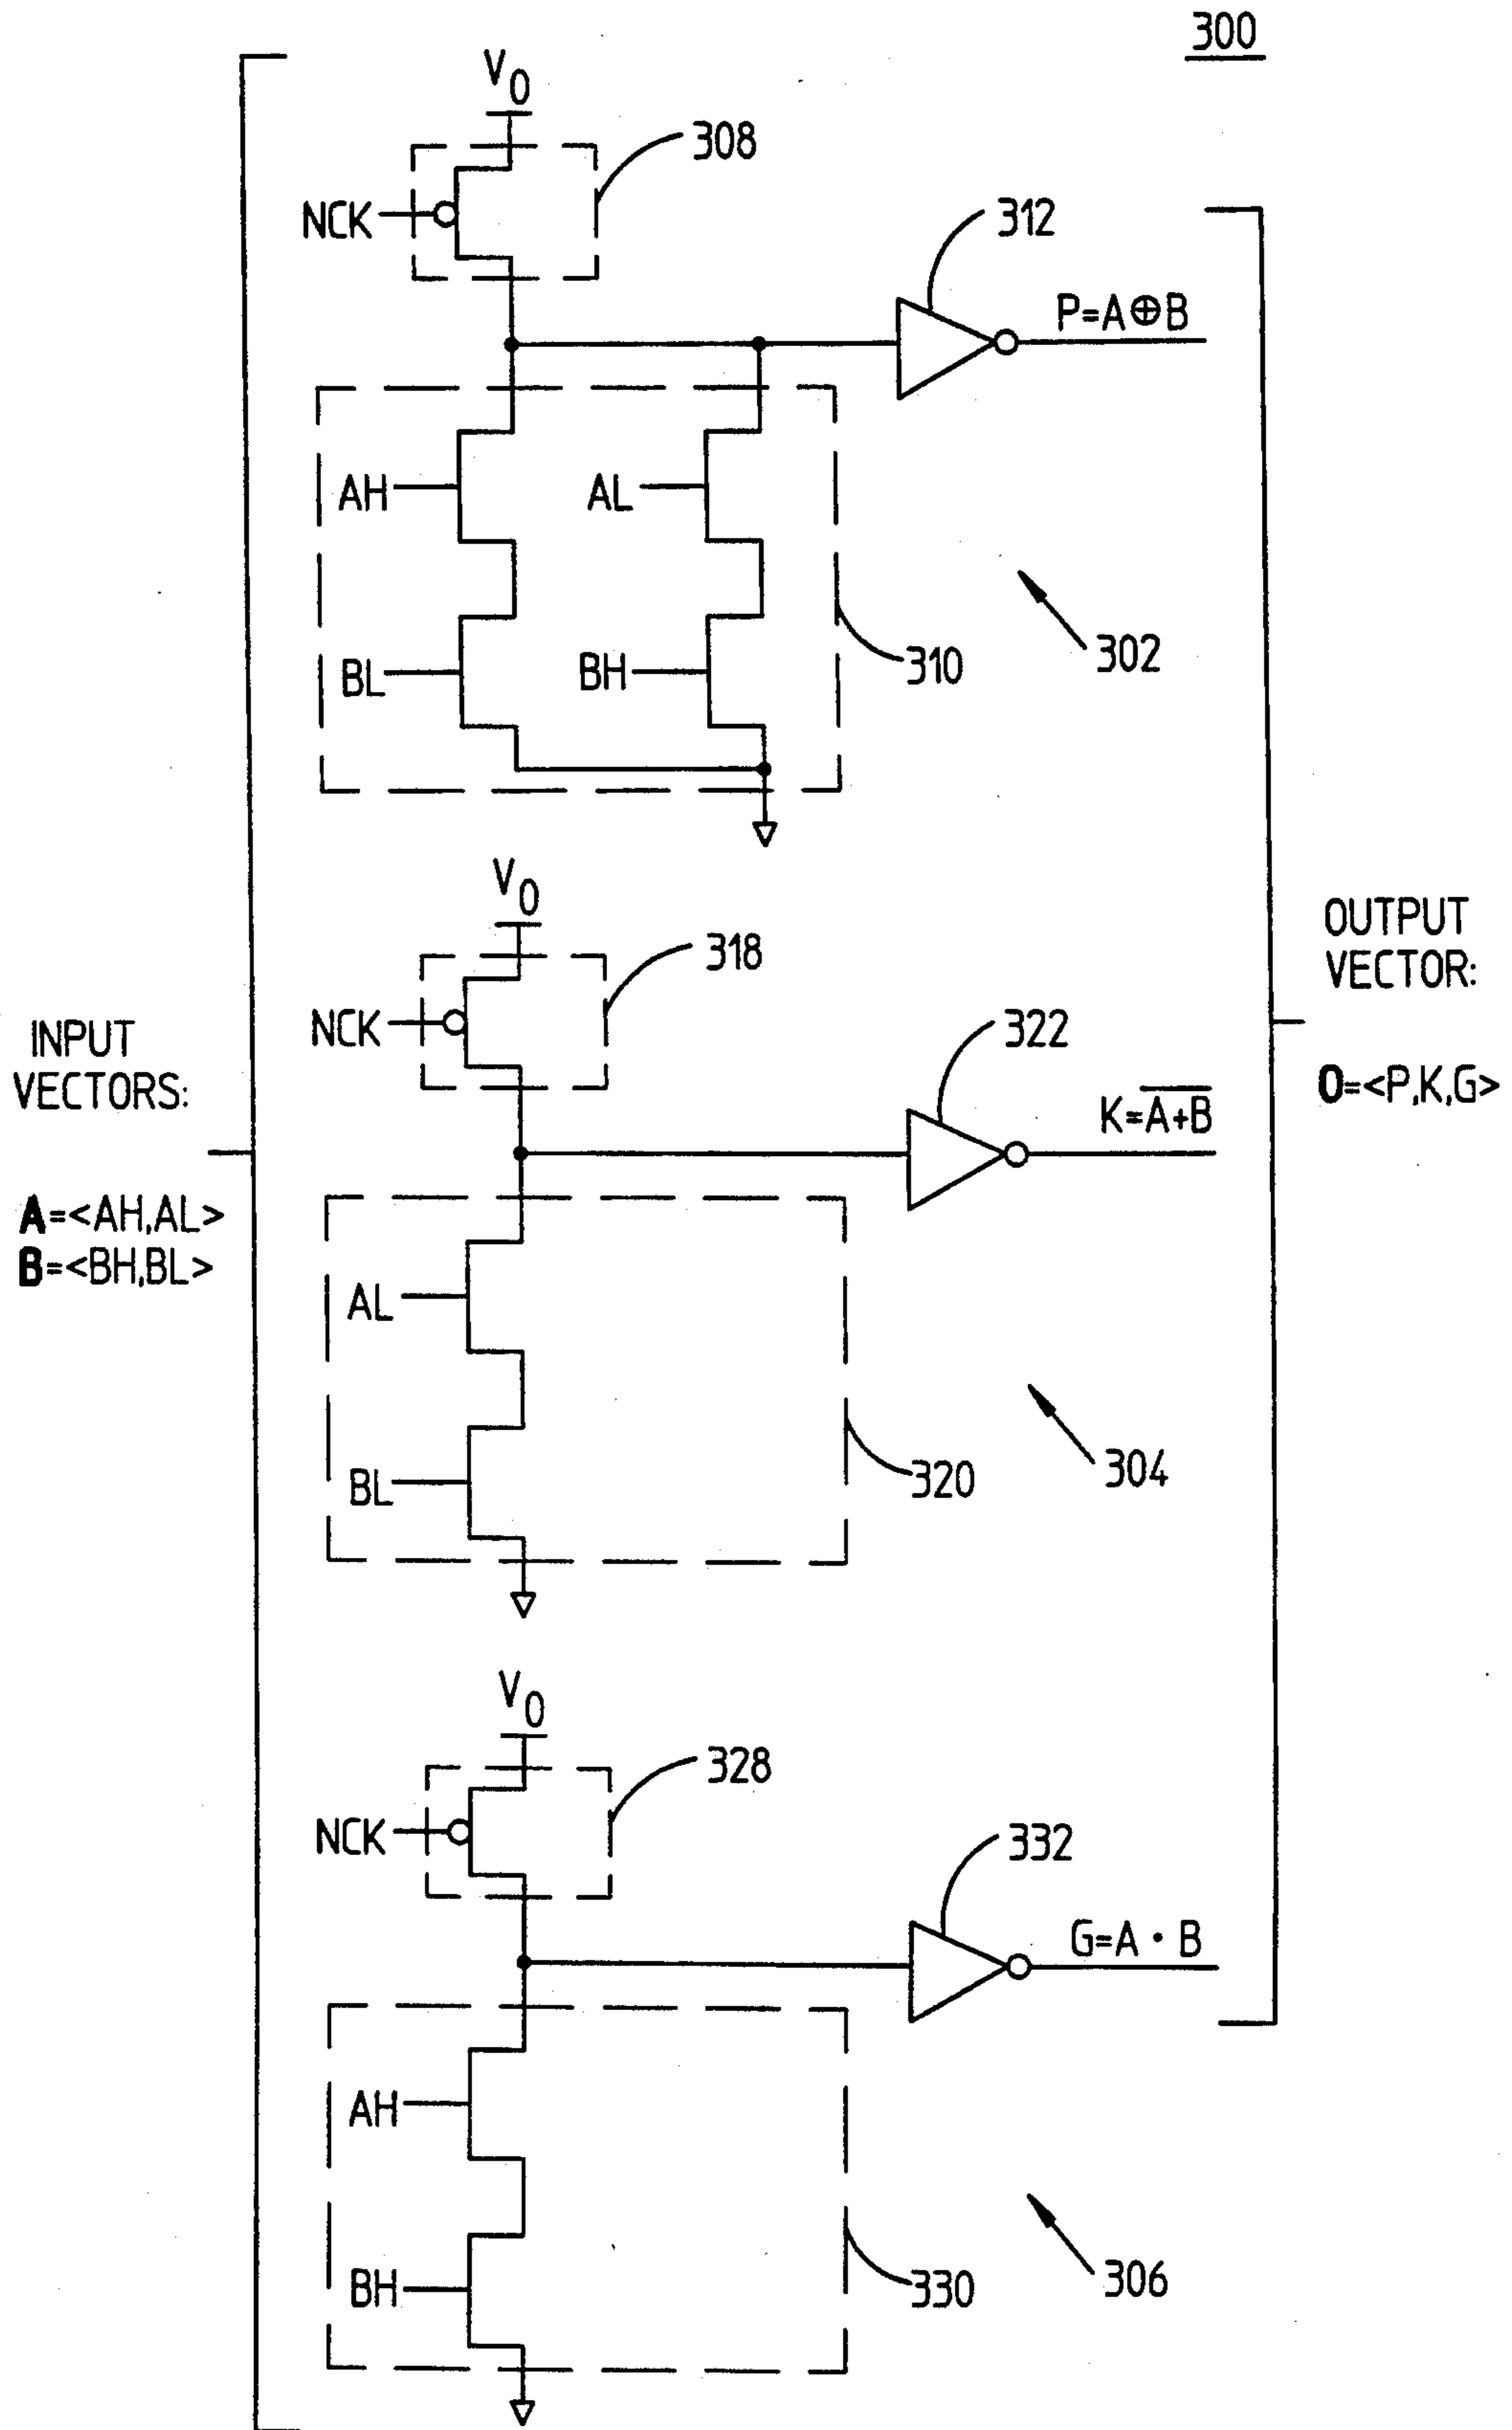 300
V0
308
NCK
312
P=A⊕B
AH
AL
BL
BH
310
302
V0
318
NCK
322
K=A̅+̅B̅
AL
BL
320
304
INPUT
VECTORS:
A=<AH,AL>
B=<BH,BL>
OUTPUT
VECTOR:
O=<P,K,G>
V0
328
NCK
332
G=A · B
AH
BH
330
306